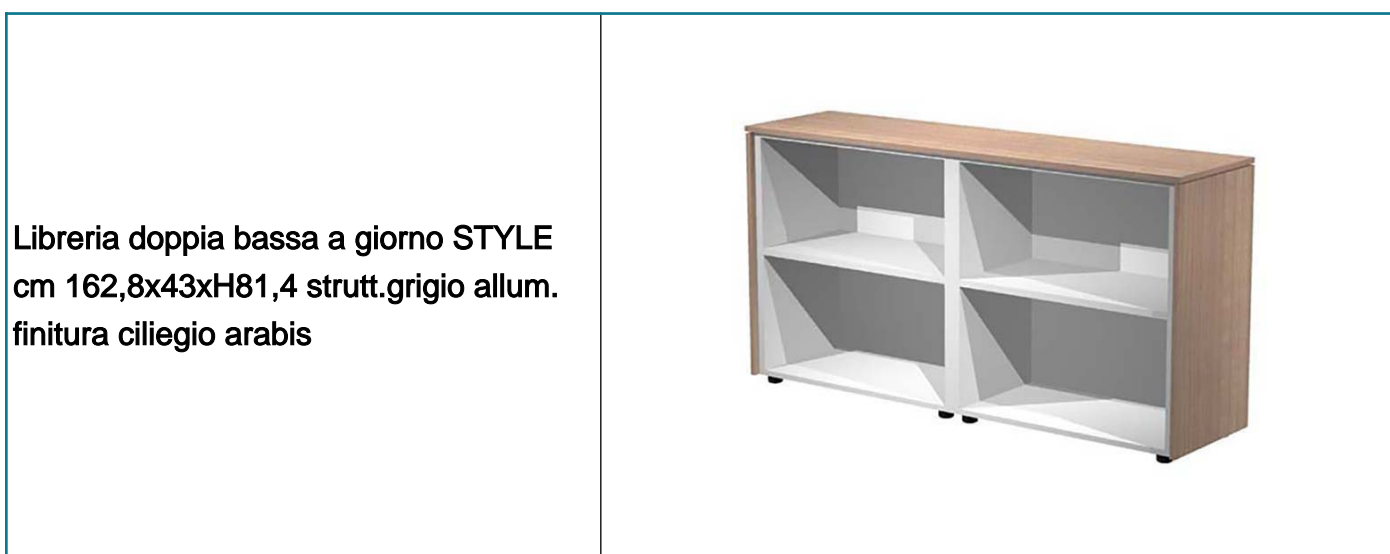 Libreria doppia bassa a giorno STYLE
cm 162,8x43xH81,4 strutt.grigio allum.
finitura ciliegio arabis